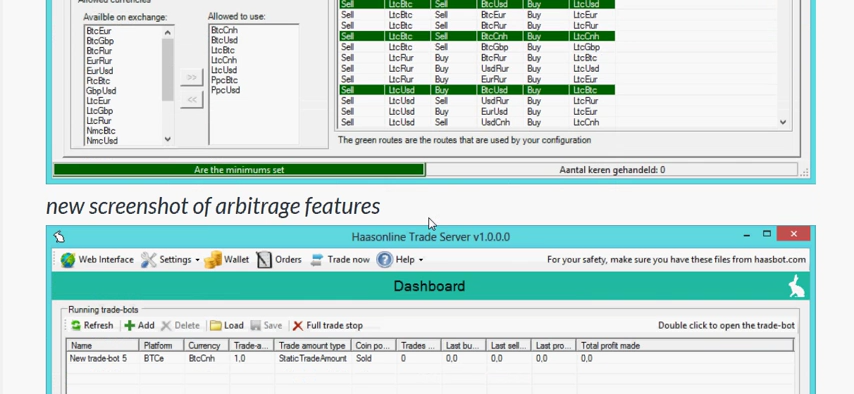 Allowed currencies
Availble on exchange:
BtcEur
BtcGbp
BtcRur
EurRur
EurUsd
FtcBtc
GbpUsd
LtcEur
LtcGbp
LtcRur
NmcBtc
NmcUsd
>>
<<
Allowed to use:
BtcCnh
BtcUsd
LtcBtc
LtcCnh
LtcUsd
PpcBtc
PpcUsd
Sell LtcBtc Sell BtcUsd Buy LtcUsd
Sell LtcBtc Sell BtcEur Buy LtcEur
Sell LtcBtc Sell BtcRur Buy LtcRur
Sell LtcBtc Sell BtcCnh Buy LtcCnh
Sell LtcBtc Sell BtcGbp Buy LtcGbp
Sell LtcRur Buy BtcRur Buy LtcBtc
Sell LtcRur Buy UsdRur Buy LtcUsd
Sell LtcRur Buy EurRur Buy LtcEur
Sell LtcUsd Buy BtcUsd Buy LtcBtc
Sell LtcUsd Sell UsdRur Buy LtcRur
Sell LtcUsd Buy EurUsd Buy LtcEur
Sell LtcUsd Sell UsdCnh Buy LtcCnh
The green routes are the routes that are used by your configuration
Are the minimums set
Aantal keren gehandeld: 0
new screenshot of arbitrage features
Haasonline Trade Server v1.0.0.0
Web Interface Settings Wallet Orders Trade now Help
For your safety, make sure you have these files from haasbot.com
Dashboard
Running trade-bots
Refresh Add Delete Load Save Full trade stop
Double click to open the trade-bot
Name Platform Currency Trade-a... Trade amount type Coin po... Trades ... Last bu... Last sell... Last pro... Total profit made
New trade-bot 5 BTCe BtcCnh 1,0 StaticTradeAmount Sold 0 0,0 0,0 0,0 0,0